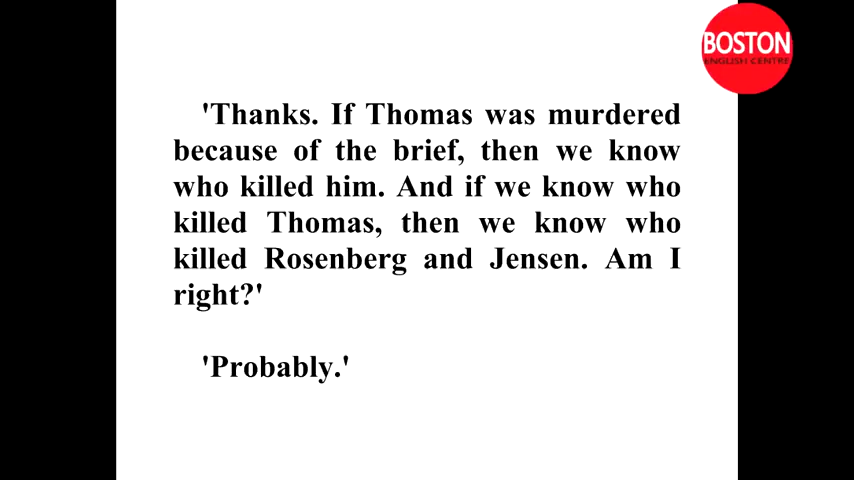 BOSTON
ENGLISH CENTRE
'Thanks. If Thomas was murdered
because of the brief, then we know
who killed him. And if we know who
killed Thomas, then we know who
killed Rosenberg and Jensen. Am I
right?'
'Probably.'